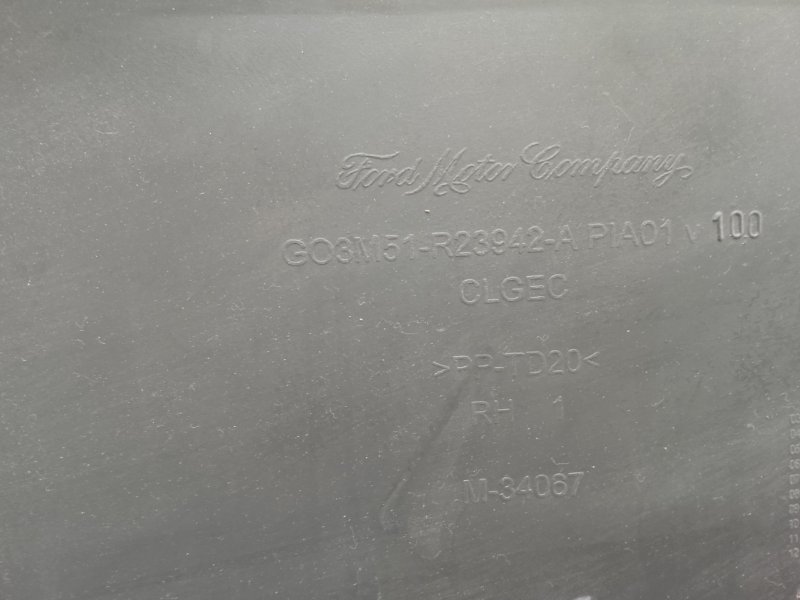 Ford Motor Company
GO3M51-R23942-A PIA01 v 100
CLGEC
>PP-TD20<
RH 1
M-34067